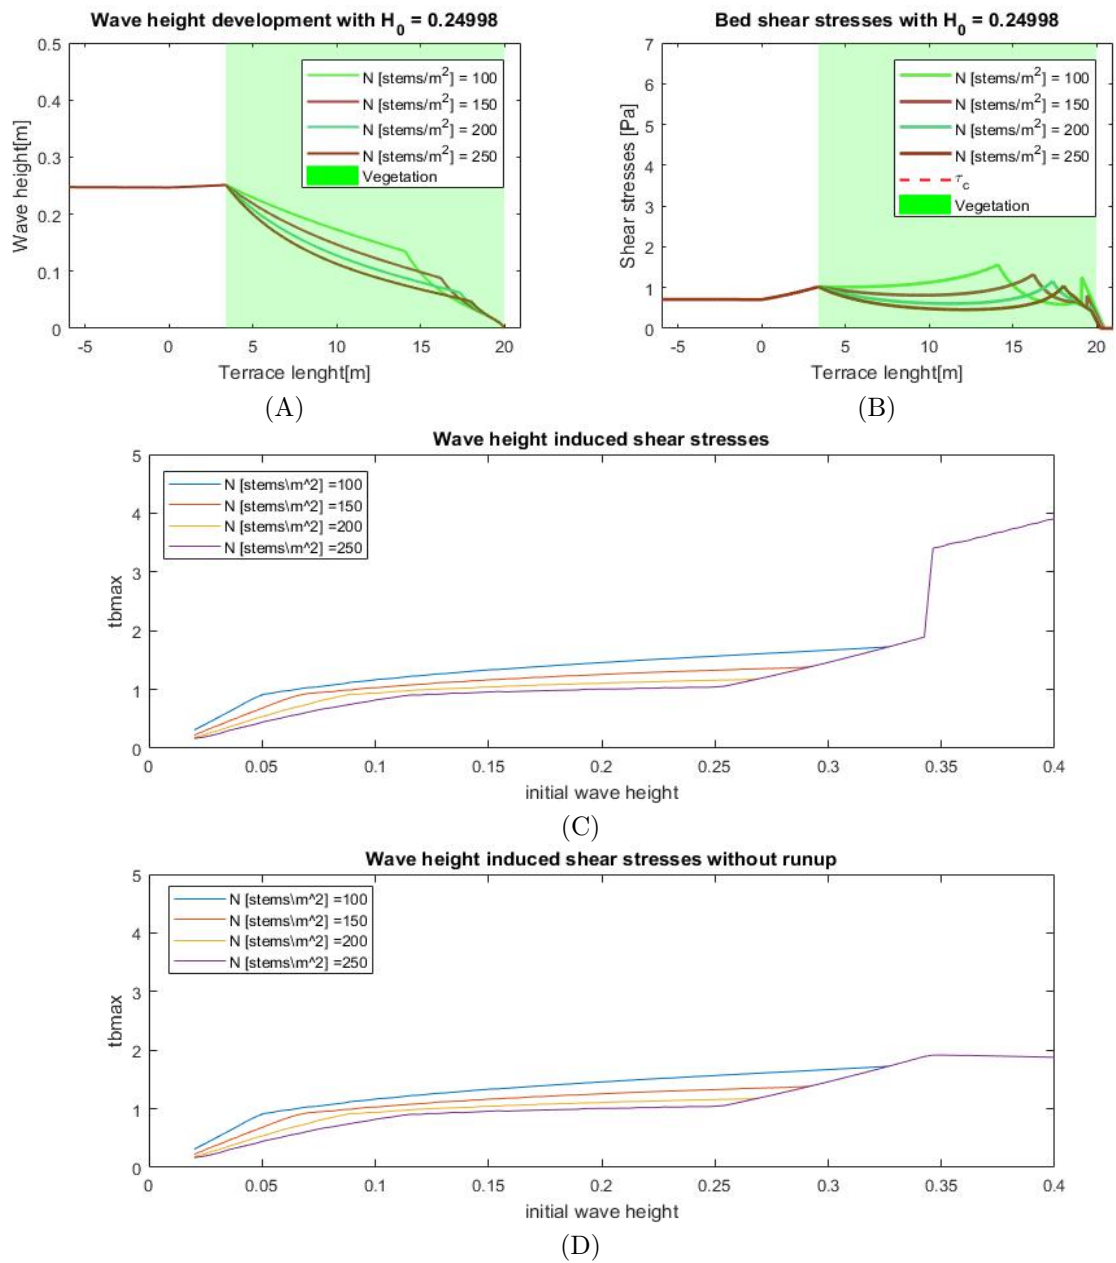 Wave height development with H0 = 0.24998
0.5
0.4
0.3
0.2
0.1
0
Wave height[m]
N [stems/m2] = 100
N [stems/m2] = 150
N [stems/m2] = 200
N [stems/m2] = 250
Vegetation
-5 0 5 10 15 20
Terrace lenght[m]
(A)
Bed shear stresses with H0 = 0.24998
7
6
5
4
3
2
1
0
Shear stresses [Pa]
N [stems/m2] = 100
N [stems/m2] = 150
N [stems/m2] = 200
N [stems/m2] = 250
τc
Vegetation
-5 0 5 10 15 20
Terrace lenght[m]
(B)
Wave height induced shear stresses
5
4
3
2
1
0
tbmax
N [stems\m^2] =100
N [stems\m^2] =150
N [stems\m^2] =200
N [stems\m^2] =250
0 0.05 0.1 0.15 0.2 0.25 0.3 0.35 0.4
initial wave height
(C)
Wave height induced shear stresses without runup
5
4
3
2
1
0
tbmax
N [stems\m^2] =100
N [stems\m^2] =150
N [stems\m^2] =200
N [stems\m^2] =250
0 0.05 0.1 0.15 0.2 0.25 0.3 0.35 0.4
initial wave height
(D)